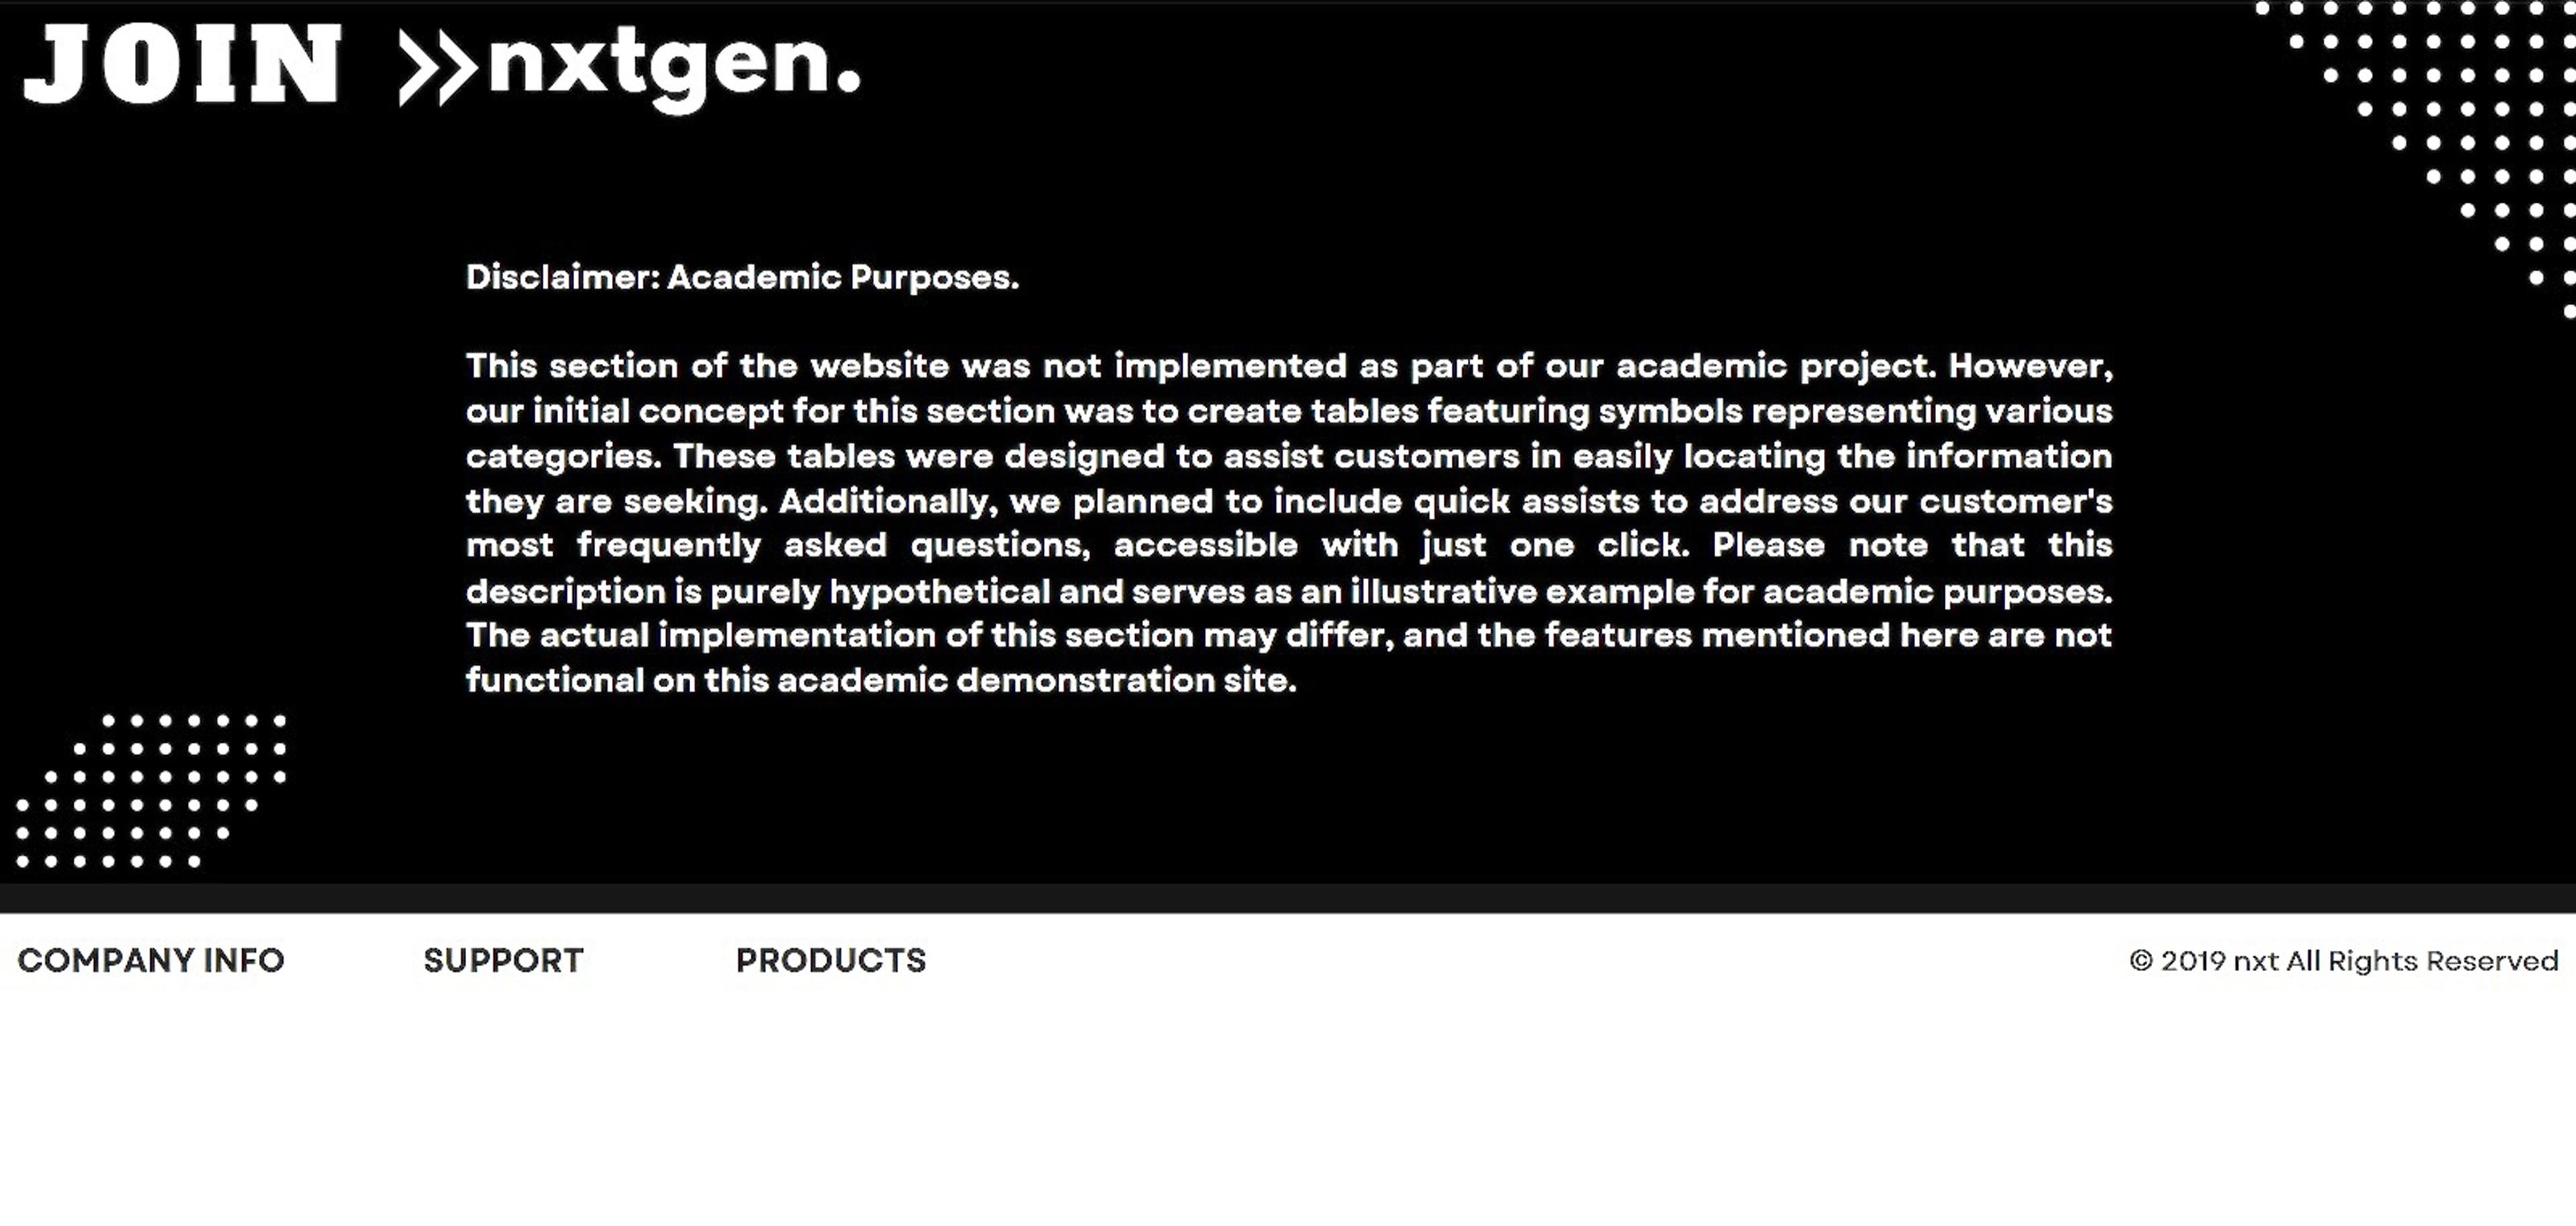 JOIN »nxtgen.
Disclaimer: Academic Purposes.
This section of the website was not implemented as part of our academic project. However,
our initial concept for this section was to create tables featuring symbols representing various
categories. These tables were designed to assist customers in easily locating the information
they are seeking. Additionally, we planned to include quick assists to address our customer's
most frequently asked questions, accessible with just one click. Please note that this
description is purely hypothetical and serves as an illustrative example for academic purposes.
The actual implementation of this section may differ, and the features mentioned here are not
functional on this academic demonstration site.
COMPANY INFO SUPPORT PRODUCTS © 2019 nxt All Rights Reserved